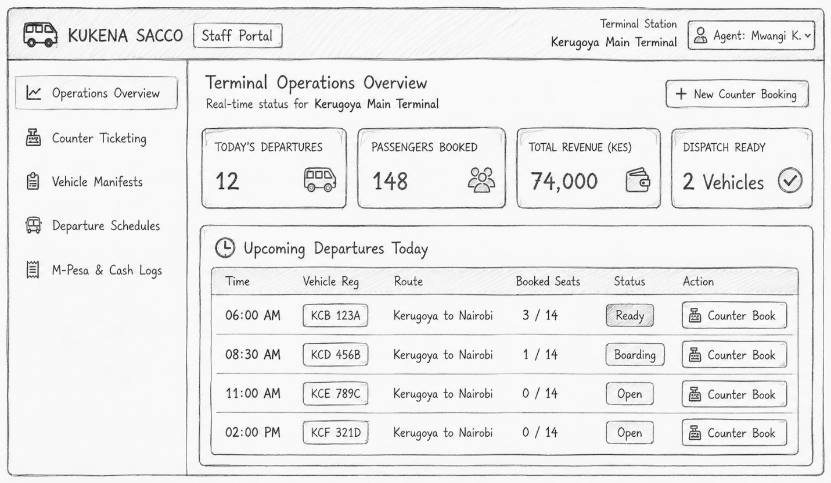 KUKENA SACCO
Staff Portal
Terminal Station
Kerugoya Main Terminal
Agent: Mwangi K.
Operations Overview
Counter Ticketing
Vehicle Manifests
Departure Schedules
M-Pesa & Cash Logs
Terminal Operations Overview
Real-time status for Kerugoya Main Terminal
+ New Counter Booking
TODAY'S DEPARTURES
12
PASSENGERS BOOKED
148
TOTAL REVENUE (KES)
74,000
DISPATCH READY
2 Vehicles
Upcoming Departures Today
Time Vehicle Reg Route Booked Seats Status Action
06:00 AM KCB 123A Kerugoya to Nairobi 3 / 14 Ready Counter Book
08:30 AM KCD 456B Kerugoya to Nairobi 1 / 14 Boarding Counter Book
11:00 AM KCE 789C Kerugoya to Nairobi 0 / 14 Open Counter Book
02:00 PM KCF 321D Kerugoya to Nairobi 0 / 14 Open Counter Book